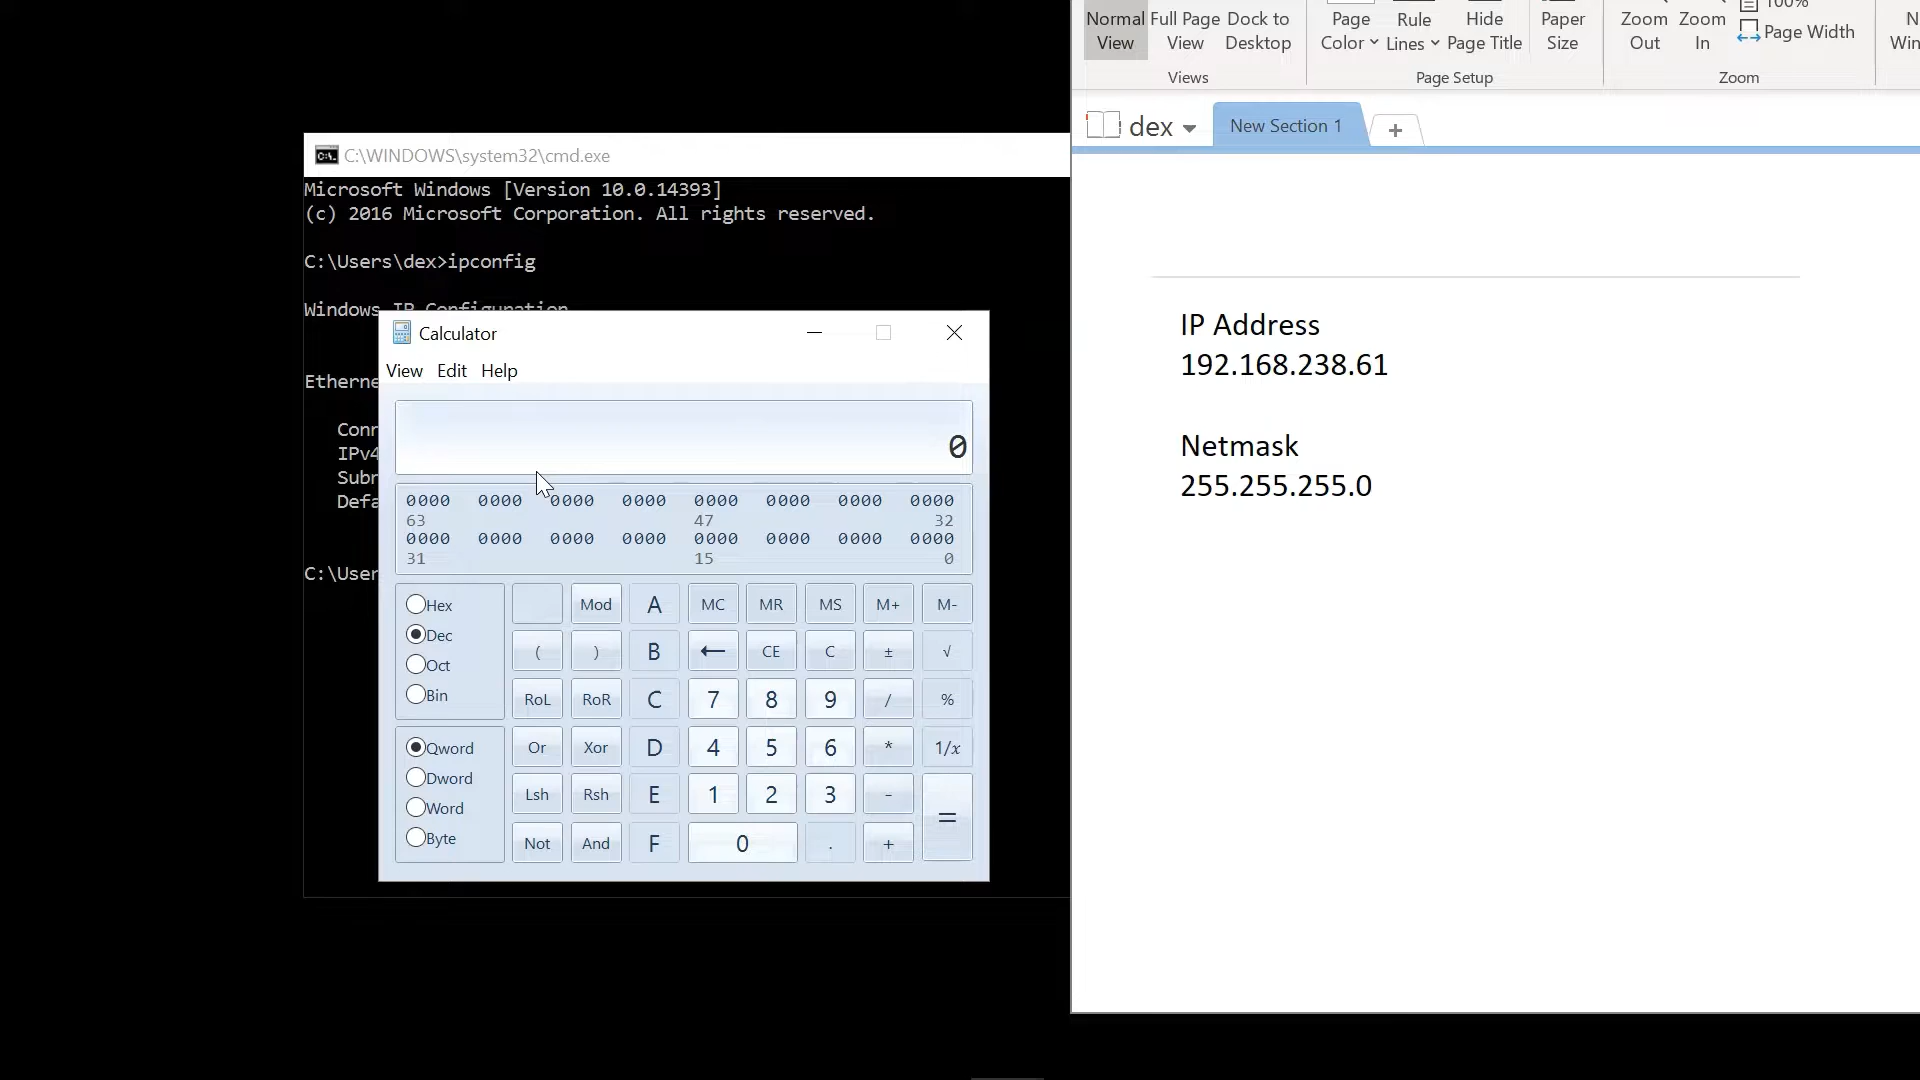 Normal View
Full Page View
Dock to Desktop
Page Color
Rule Lines
Hide Page Title
Paper Size
Zoom Out
Zoom In
100%
Page Width
Views
Page Setup
Zoom
dex
New Section 1
+
C:\WINDOWS\system32\cmd.exe
Microsoft Windows [Version 10.0.14393]
(c) 2016 Microsoft Corporation. All rights reserved.
C:\Users\dex>ipconfig
Windows IP Configuration
Calculator
View Edit Help
0
0000 0000 0000 0000 0000 0000 0000 0000
63 47 32
0000 0000 0000 0000 0000 0000 0000 0000
31 15 0
Hex
Dec
Oct
Bin
Qword
Dword
Word
Byte
Mod A MC MR MS M+ M-
( ) B ← CE C ± √
RoL RoR C 7 8 9 / %
Or Xor D 4 5 6 * 1/x
Lsh Rsh E 1 2 3 - =
Not And F 0 . +
IP Address
192.168.238.61
Netmask
255.255.255.0